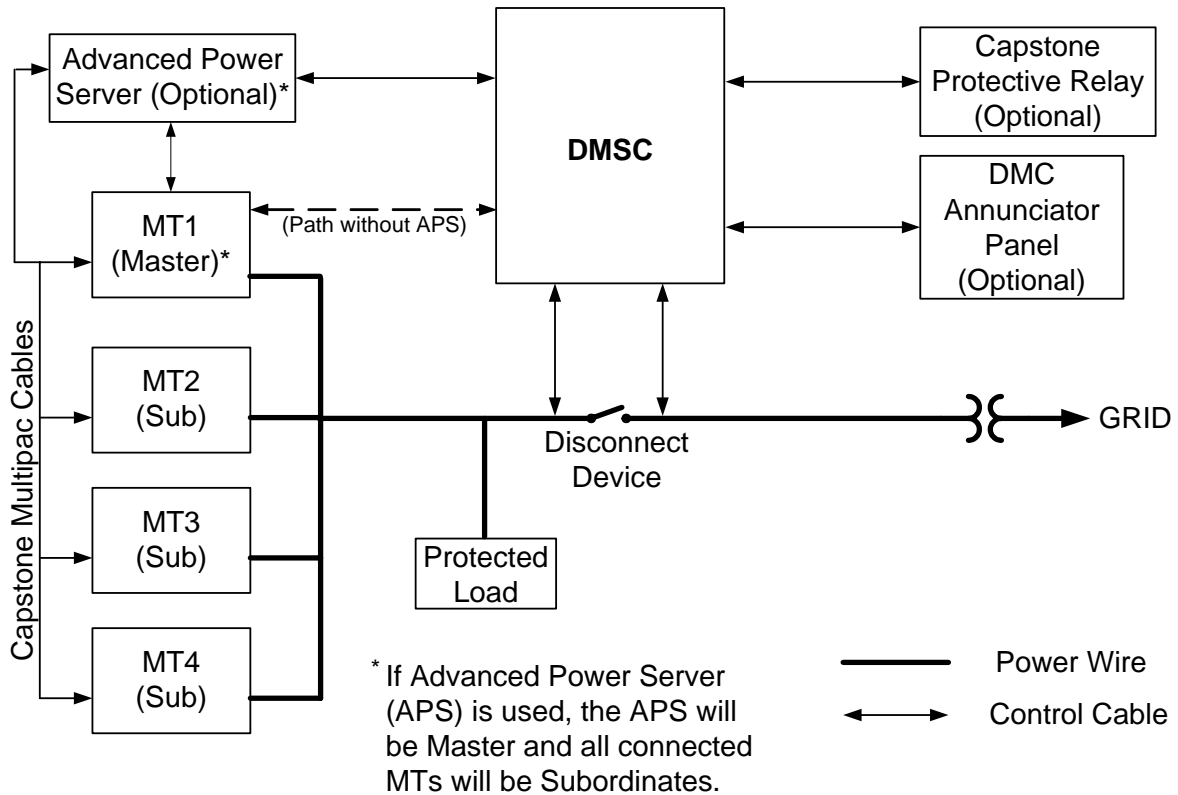 Advanced Power
Server (Optional)*
DMSC
Capstone
Protective Relay
(Optional)
DMC
Annunciator
Panel
(Optional)
MT1
(Master)*
(Path without APS)
MT2
(Sub)
MT3
(Sub)
MT4
(Sub)
Capstone Multipac Cables
Disconnect
Device
GRID
Protected
Load
* If Advanced Power Server
(APS) is used, the APS will
be Master and all connected
MTs will be Subordinates.
Power Wire
Control Cable